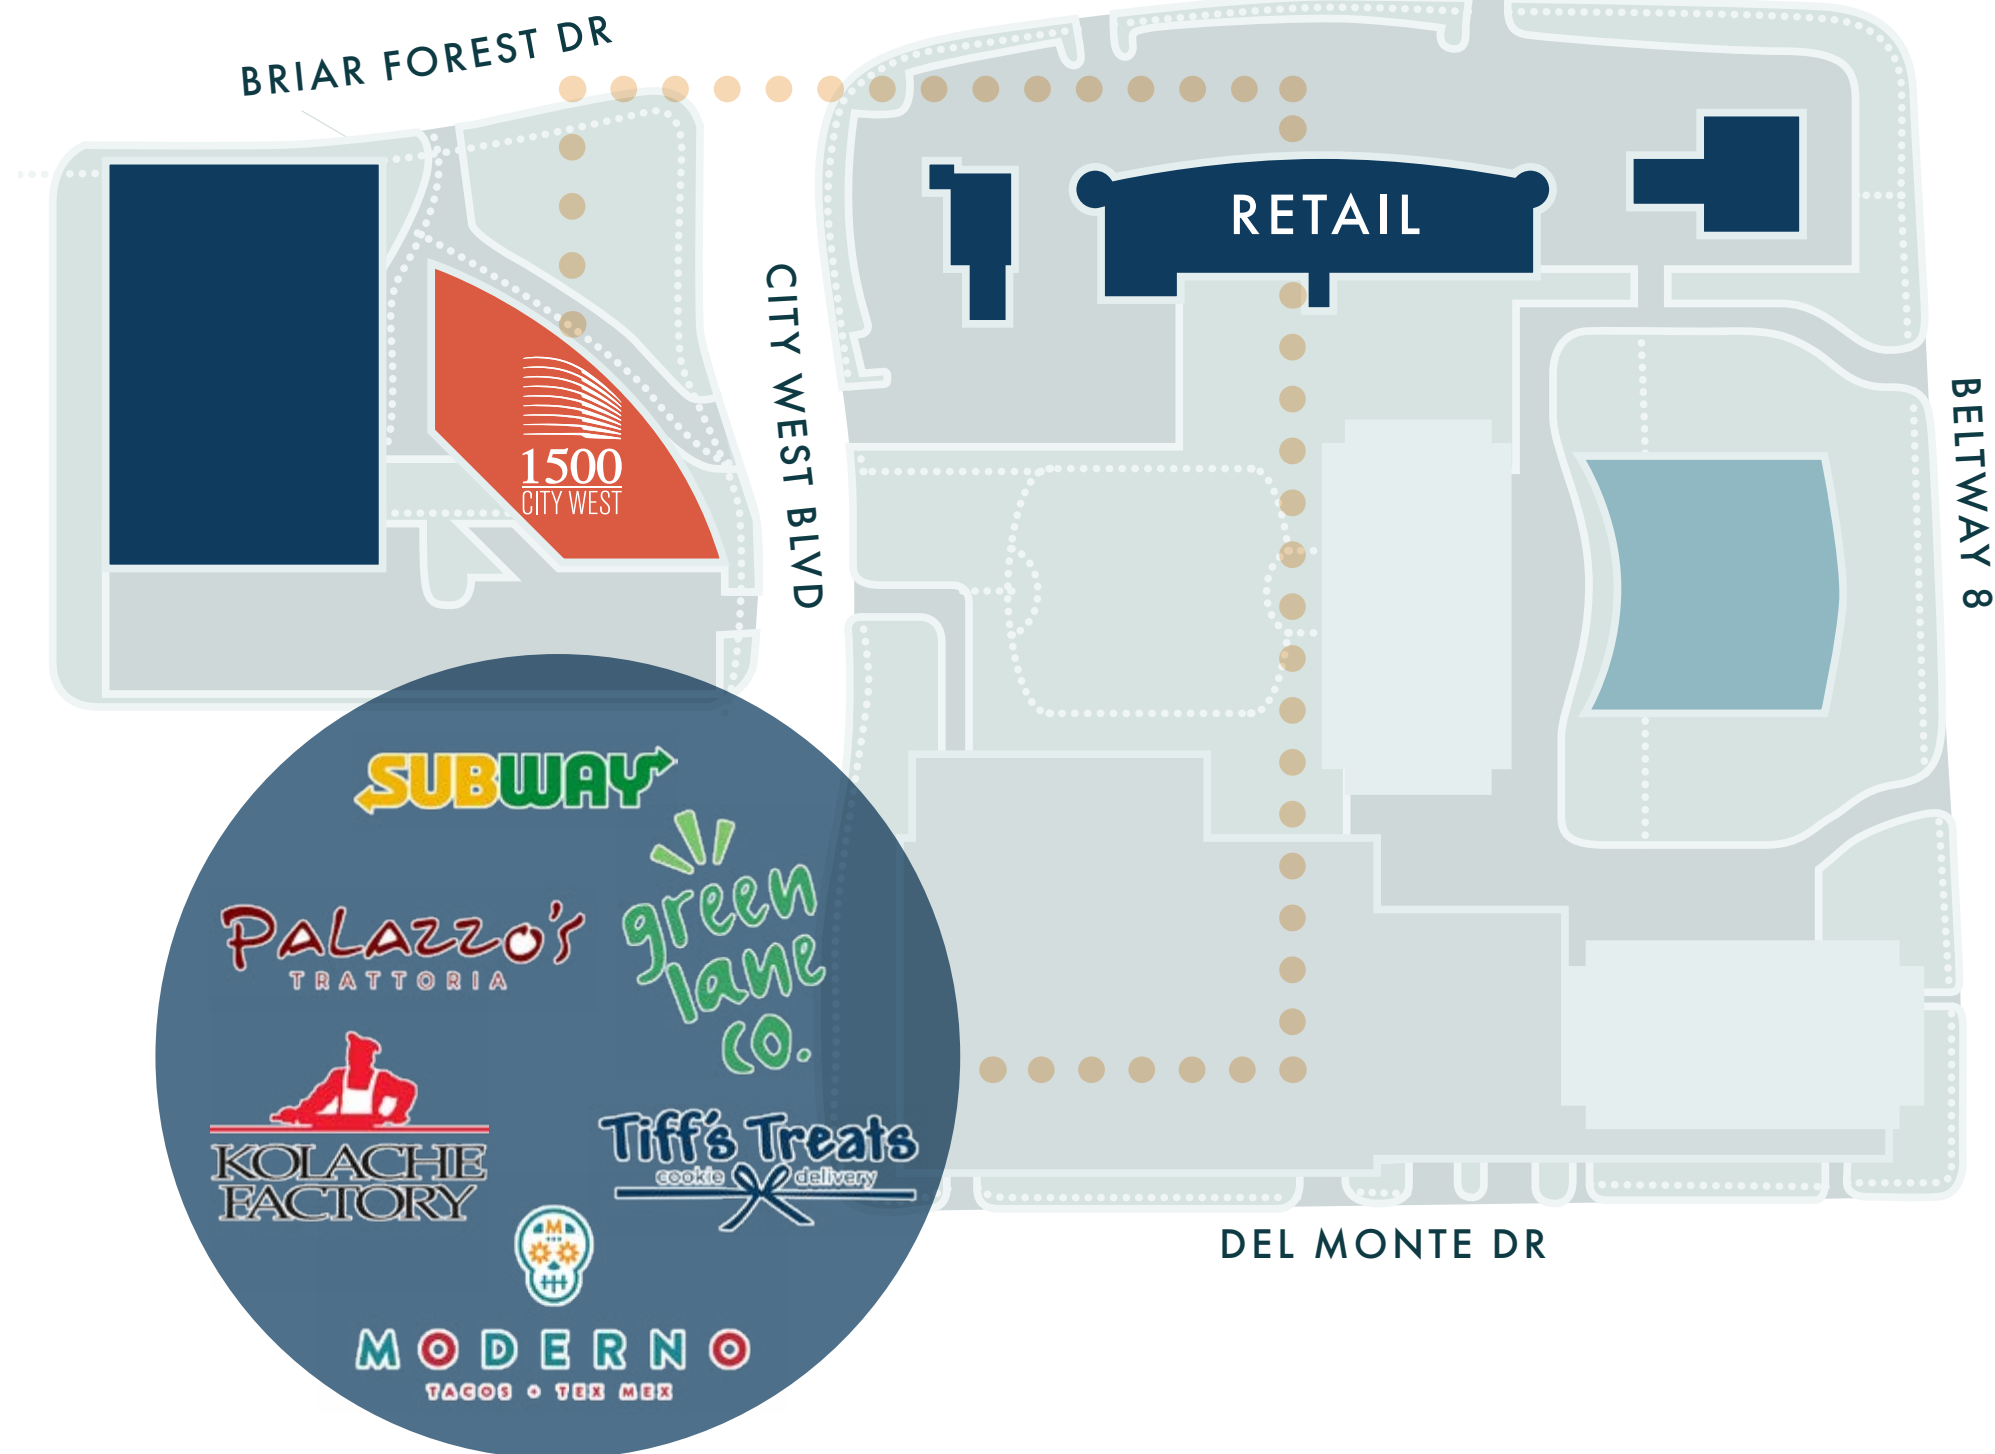 BRIAR FOREST DR
RETAIL
CITY WEST BLVD
BELTWAY 8
1500
CITY WEST
SUBWAY
PALAZZO'S
TRATTORIA
green
lane
co.
KOLACHE
FACTORY
Tiff's Treats
cookie delivery
M
MODERNO
TACOS + TEX MEX
DEL MONTE DR